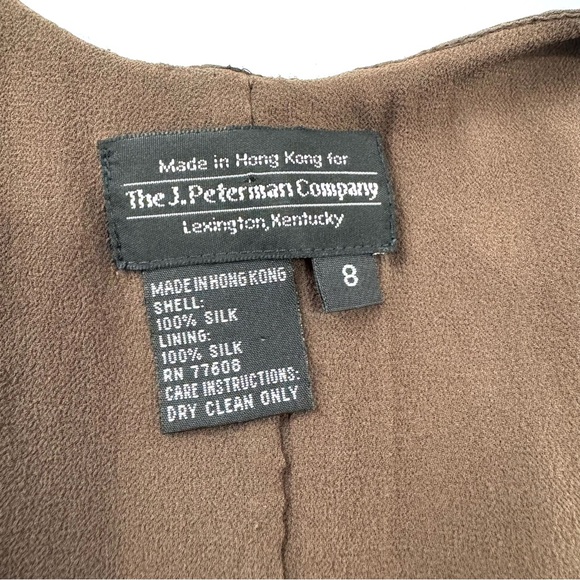 Made in Hong Kong for
The J. Peterman Company
Lexington, Kentucky
8
MADE IN HONG KONG
SHELL:
100% SILK
LINING:
100% SILK
RN 77608
CARE INSTRUCTIONS:
DRY CLEAN ONLY